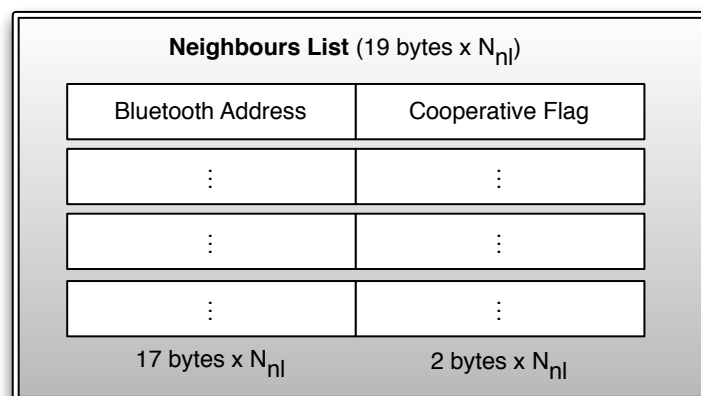 Neighbours List (19 bytes x Nnl)
Bluetooth Address Cooperative Flag
⋮ ⋮
⋮ ⋮
⋮ ⋮
17 bytes x Nnl 2 bytes x Nnl